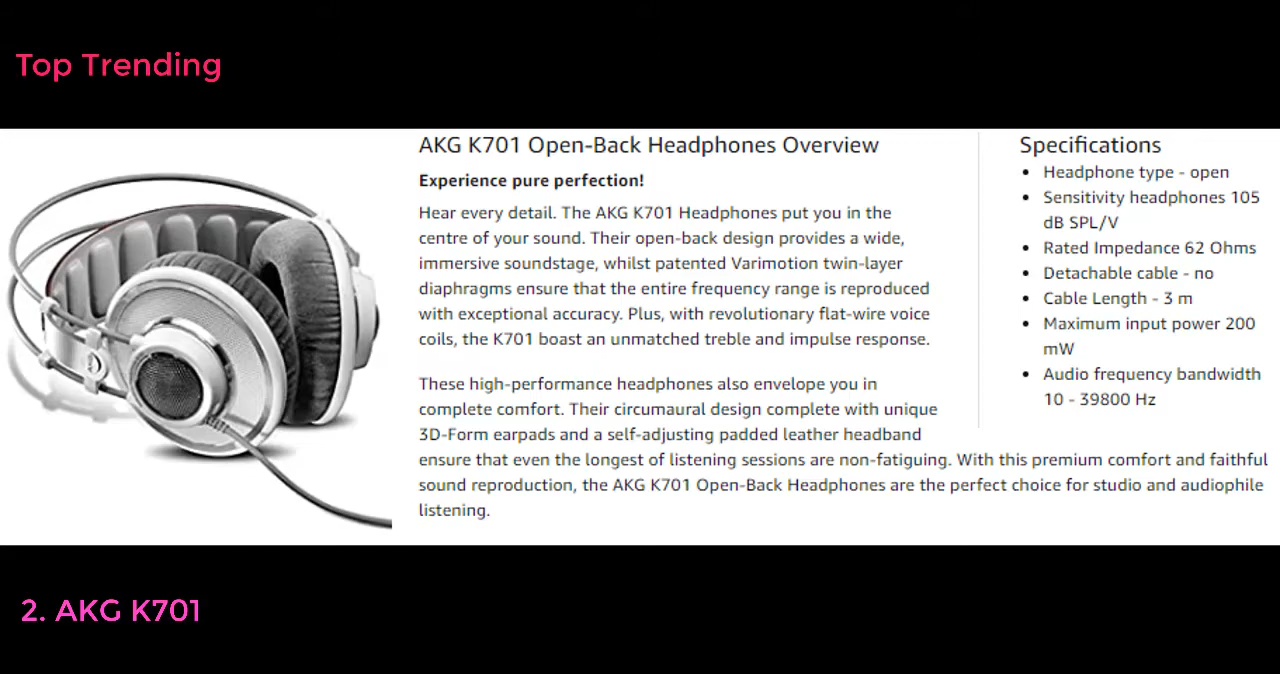 Top Trending
AKG K701 Open-Back Headphones Overview
Experience pure perfection!
Hear every detail. The AKG K701 Headphones put you in the
centre of your sound. Their open-back design provides a wide,
immersive soundstage, whilst patented Varimotion twin-layer
diaphragms ensure that the entire frequency range is reproduced
with exceptional accuracy. Plus, with revolutionary flat-wire voice
coils, the K701 boast an unmatched treble and impulse response.
These high-performance headphones also envelope you in
complete comfort. Their circumaural design complete with unique
3D-Form earpads and a self-adjusting padded leather headband
ensure that even the longest of listening sessions are non-fatiguing. With this premium comfort and faithful
sound reproduction, the AKG K701 Open-Back Headphones are the perfect choice for studio and audiophile
listening.
Specifications
• Headphone type - open
• Sensitivity headphones 105
dB SPL/V
• Rated Impedance 62 Ohms
• Detachable cable - no
• Cable Length - 3 m
• Maximum input power 200
mW
• Audio frequency bandwidth
10 - 39800 Hz
2. AKG K701